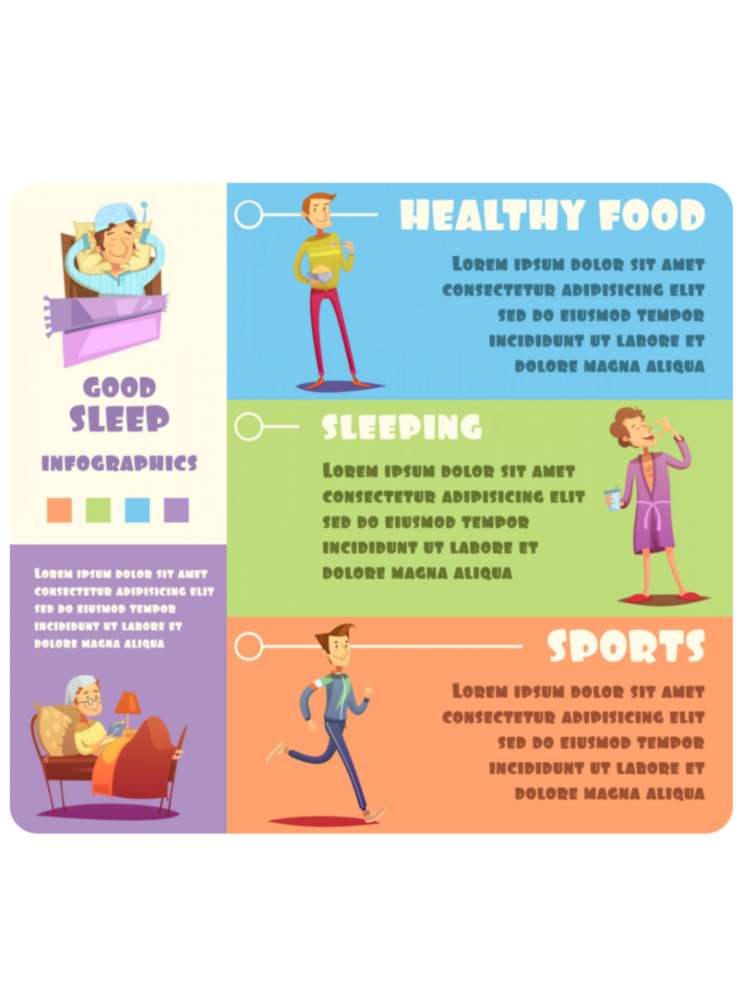 GOOD
SLEEP
INFOGRAPHICS
LOREM IPSUM DOLOR SIT AMET
CONSECTETUR ADIPISICING ELIT
SED DO EIUSMOD TEMPOR
INCIDIDUNT UT LABORE ET
DOLORE MAGNA ALIQUA
HEALTHY FOOD
LOREM IPSUM DOLOR SIT AMET
CONSECTETUR ADIPISICING ELIT
SED DO EIUSMOD TEMPOR
INCIDIDUNT UT LABORE ET
DOLORE MAGNA ALIQUA
SLEEPING
LOREM IPSUM DOLOR SIT AMET
CONSECTETUR ADIPISICING ELIT
SED DO EIUSMOD TEMPOR
INCIDIDUNT UT LABORE ET
DOLORE MAGNA ALIQUA
SPORTS
LOREM IPSUM DOLOR SIT AMET
CONSECTETUR ADIPISICING ELIT
SED DO EIUSMOD TEMPOR
INCIDIDUNT UT LABORE ET
DOLORE MAGNA ALIQUA